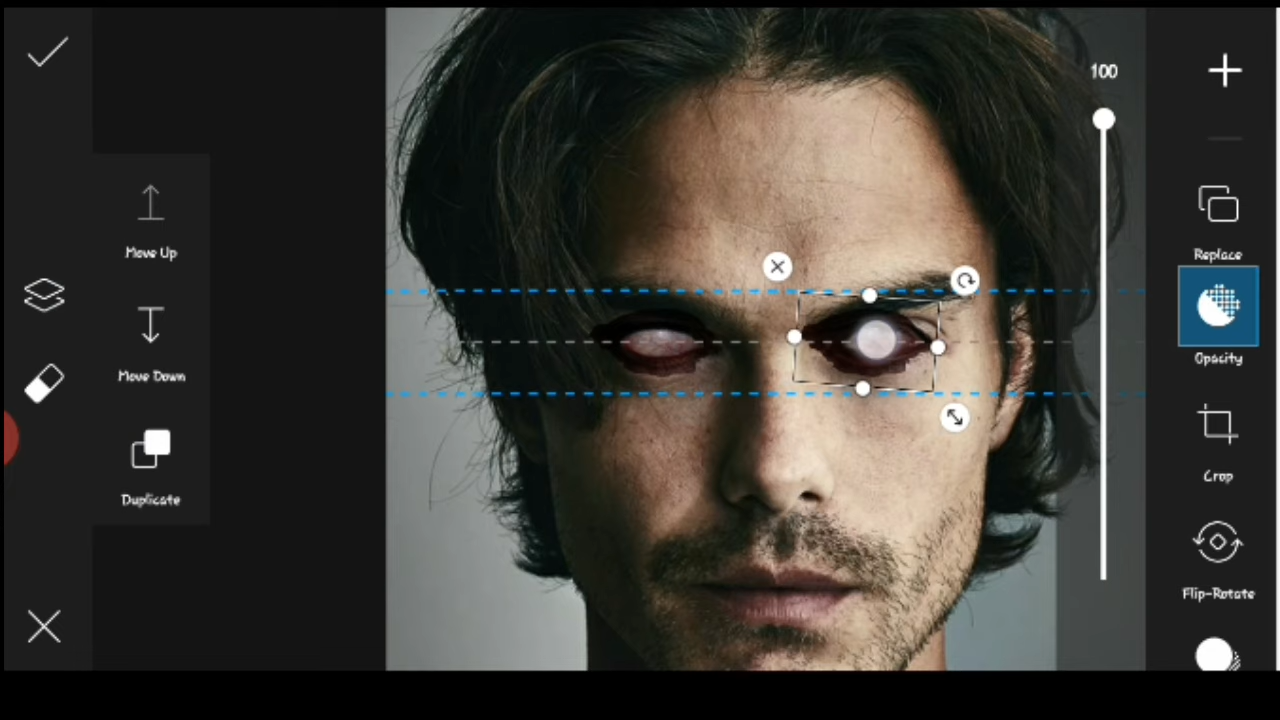 Move Up
Move Down
Duplicate
100
Replace
Opacity
Crop
Flip-Rotate